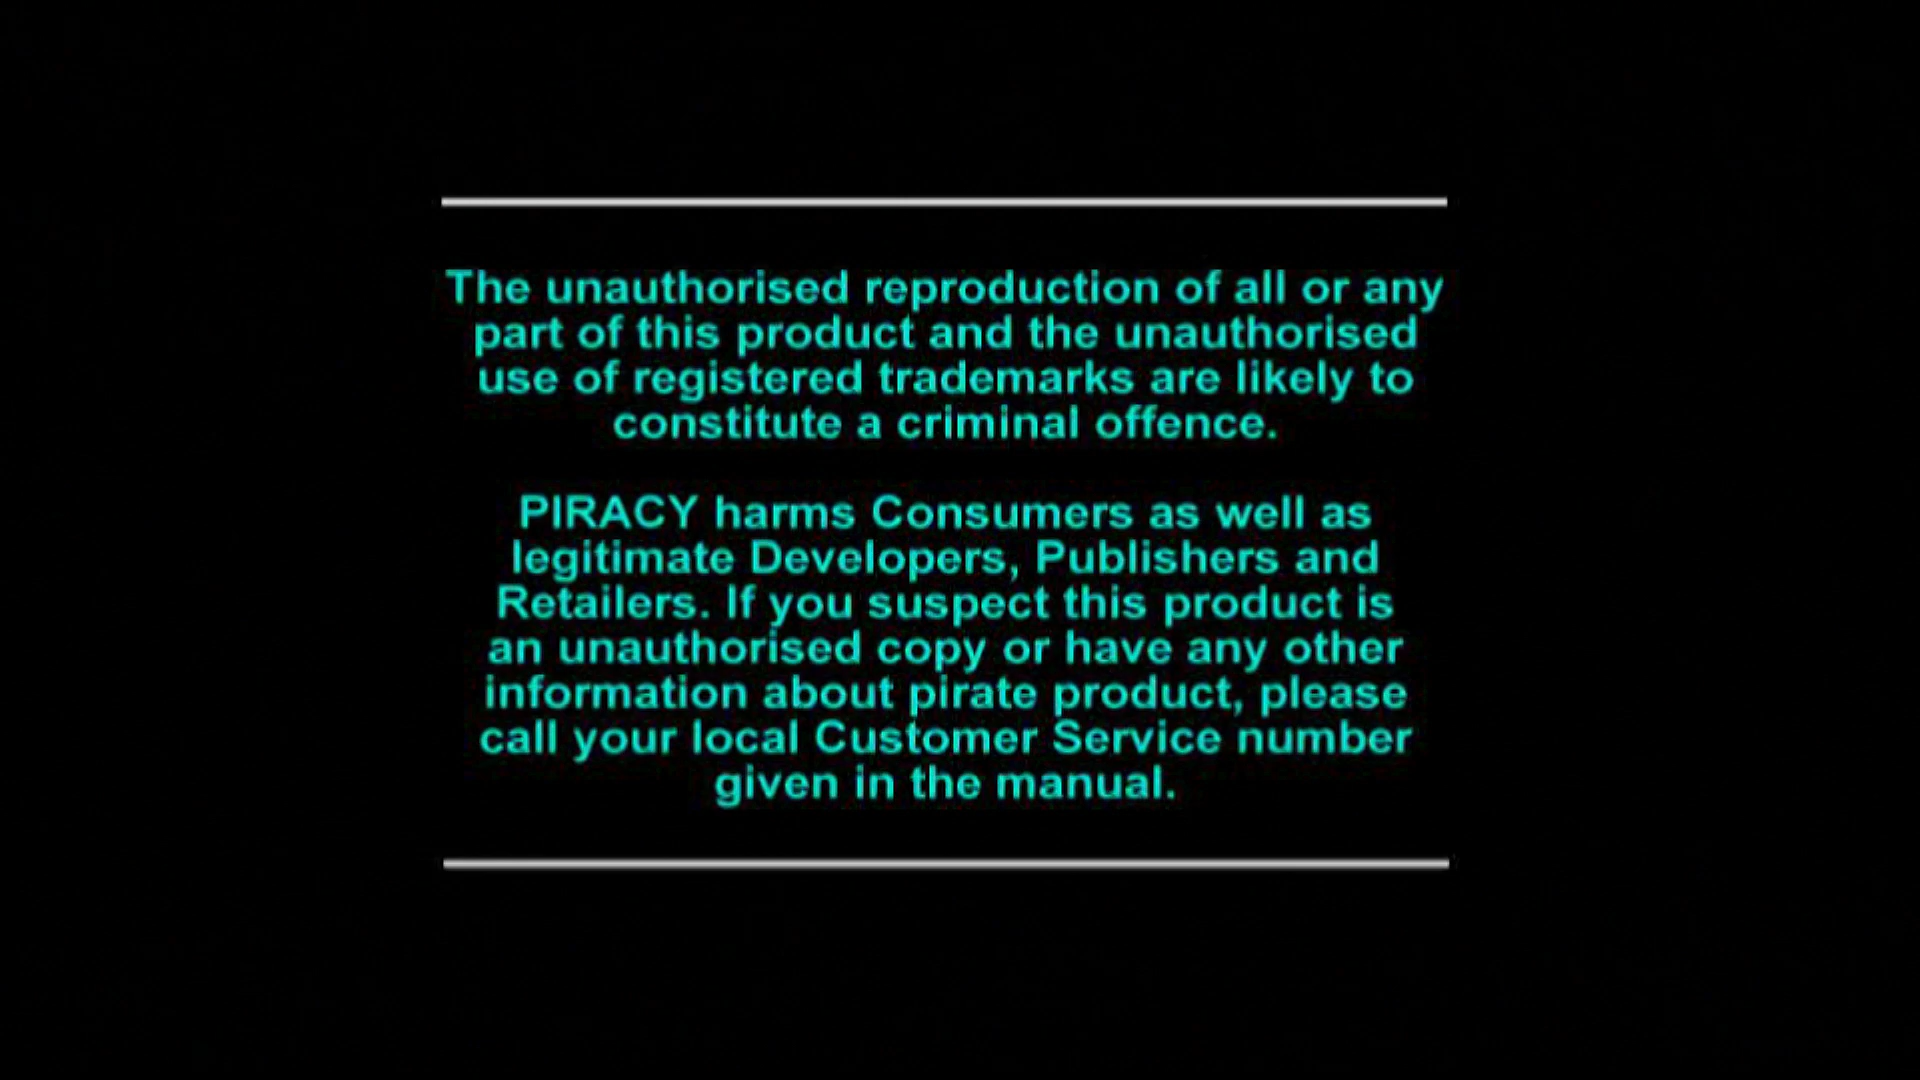 The unauthorised reproduction of all or any
part of this product and the unauthorised
use of registered trademarks are likely to
constitute a criminal offence.
PIRACY harms Consumers as well as
legitimate Developers, Publishers and
Retailers. If you suspect this product is
an unauthorised copy or have any other
information about pirate product, please
call your local Customer Service number
given in the manual.